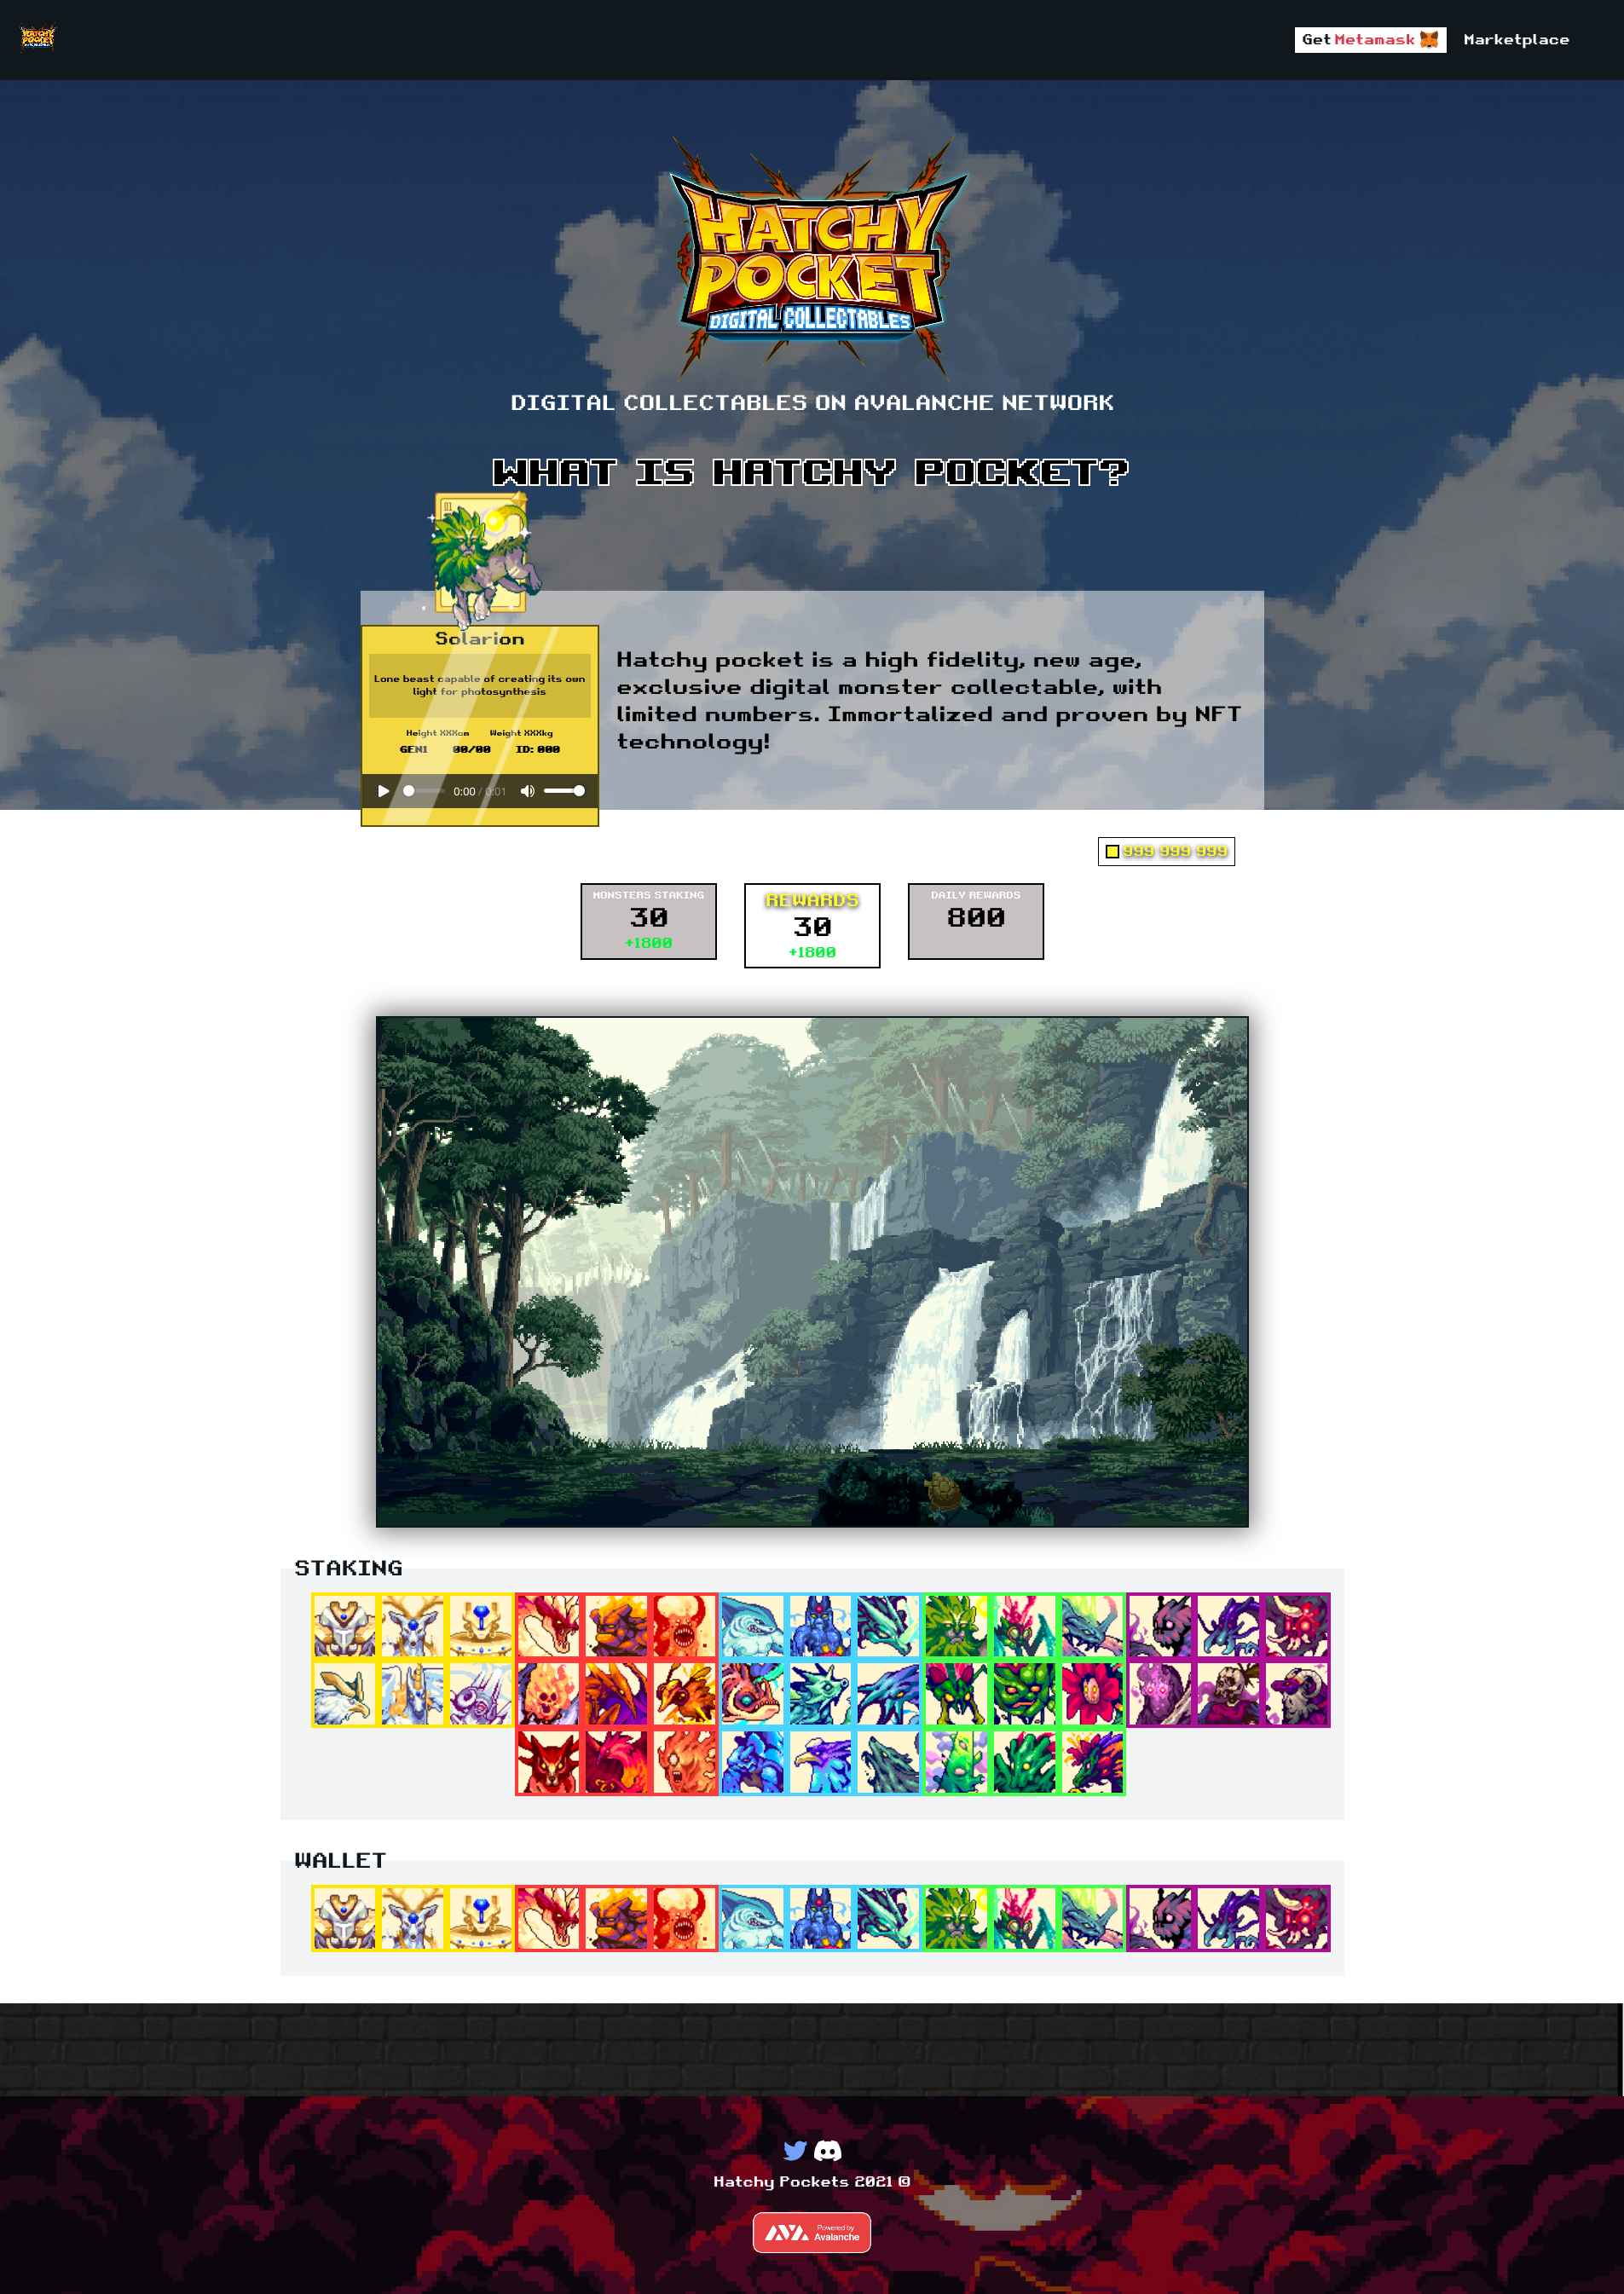 HATCHY
POCKET
Get Metamask
Marketplace
HATCHY
POCKET
DIGITAL COLLECTABLES
DIGITAL COLLECTABLES ON AVALANCHE NETWORK
WHAT IS HATCHY POCKET?
01
Solarion
Lone beast capable of creating its own
light for photosynthesis
Height XXXcm Weight XXXkg
GEN1 00/00 ID: 000
0:00 / 0:01
Hatchy pocket is a high fidelity, new age,
exclusive digital monster collectable, with
limited numbers. Immortalized and proven by NFT
technology!
999 999 999
MONSTERS STAKING
30
+1800
REWARDS
30
+1800
DAILY REWARDS
800
STAKING
WALLET
Hatchy Pockets 2021 ©
Powered by
Avalanche